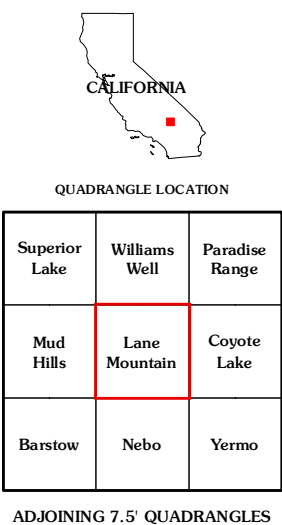 CALIFORNIA
QUADRANGLE LOCATION
Superior
Lake
Williams
Well
Paradise
Range
Mud
Hills
Lane
Mountain
Coyote
Lake
Barstow
Nebo
Yermo
ADJOINING 7.5' QUADRANGLES